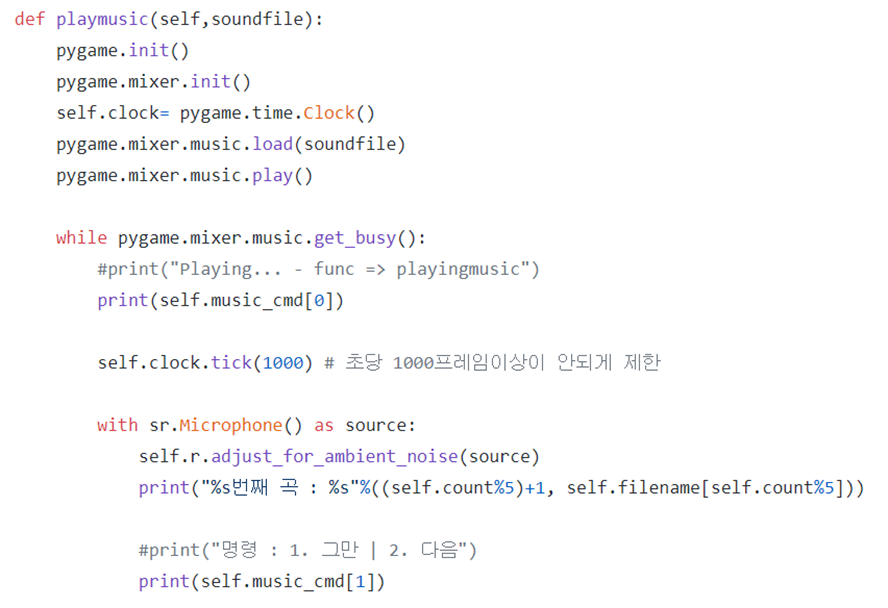 def playmusic(self,soundfile):
    pygame.init()
    pygame.mixer.init()
    self.clock= pygame.time.Clock()
    pygame.mixer.music.load(soundfile)
    pygame.mixer.music.play()

    while pygame.mixer.music.get_busy():
        #print("Playing... - func => playingmusic")
        print(self.music_cmd[0])

        self.clock.tick(1000) # 초당 1000프레임이상이 안되게 제한

        with sr.Microphone() as source:
            self.r.adjust_for_ambient_noise(source)
            print("%s번째 곡 : %s"%((self.count%5)+1, self.filename[self.count%5]))

            #print("명령 : 1. 그만 | 2. 다음")
            print(self.music_cmd[1])